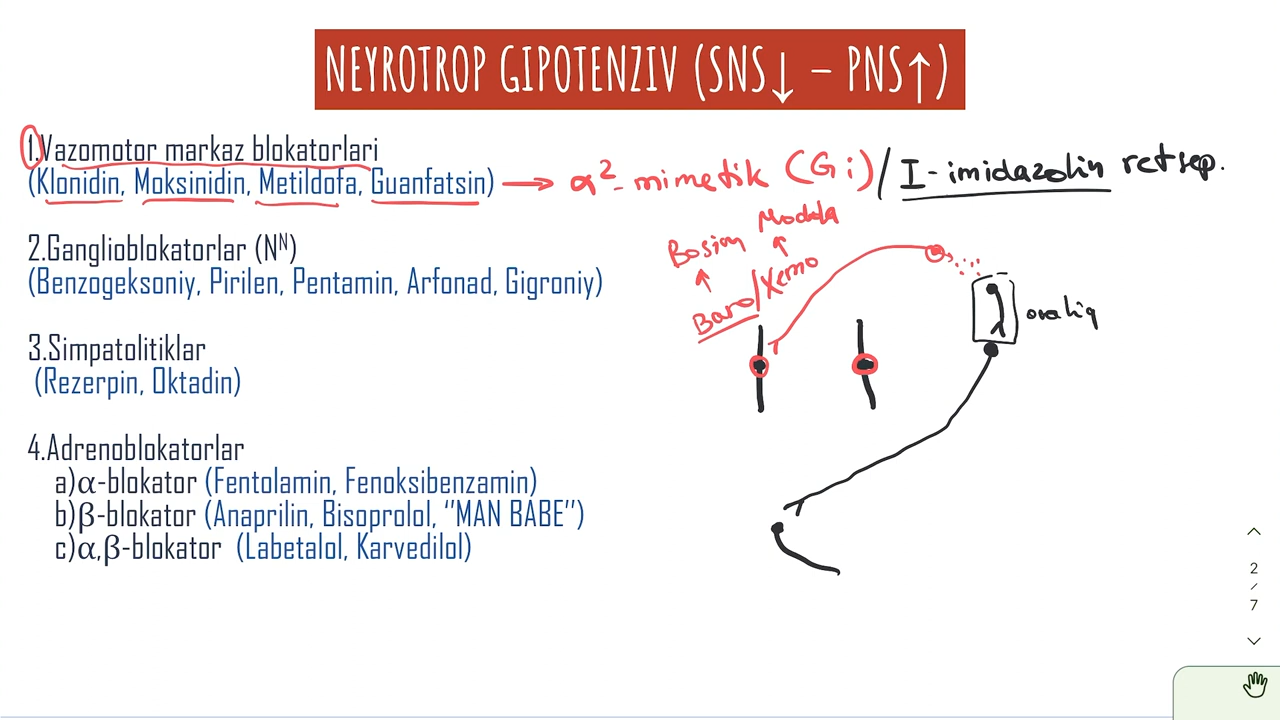 NEYROTROP GIPOTENZIV (SNS↓ – PNS↑)
1.Vazomotor markaz blokatorlari
(Klonidin, Moksinidin, Metildofa, Guanfatsin) → α2-mimetik (Gi) / I-imidazolin retsep.
Bosim Modda
Baro/Xemo
oraliq
2.Ganglioblokatorlar (Nᴺ)
(Benzogeksoniy, Pirilen, Pentamin, Arfonad, Gigroniy)
3.Simpatolitiklar
(Rezerpin, Oktadin)
4.Adrenoblokatorlar
a)α-blokator (Fentolamin, Fenoksibenzamin)
b)β-blokator (Anaprilin, Bisoprolol, "MAN BABE")
c)α,β-blokator (Labetalol, Karvedilol)
2
/
7